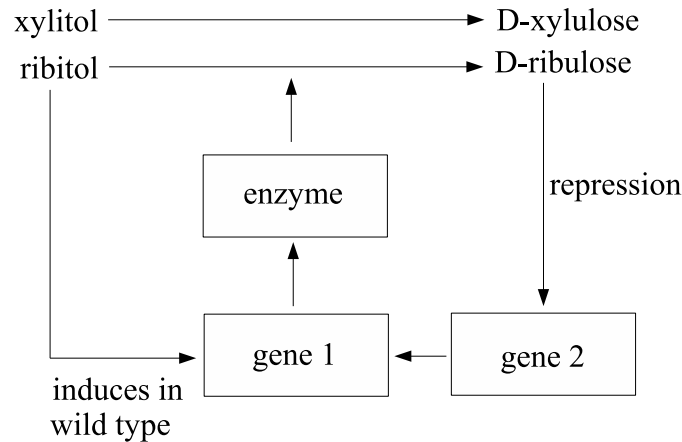 xylitol
D-xylulose
ribitol
D-ribulose
enzyme
repression
gene 1
gene 2
induces in
wild type